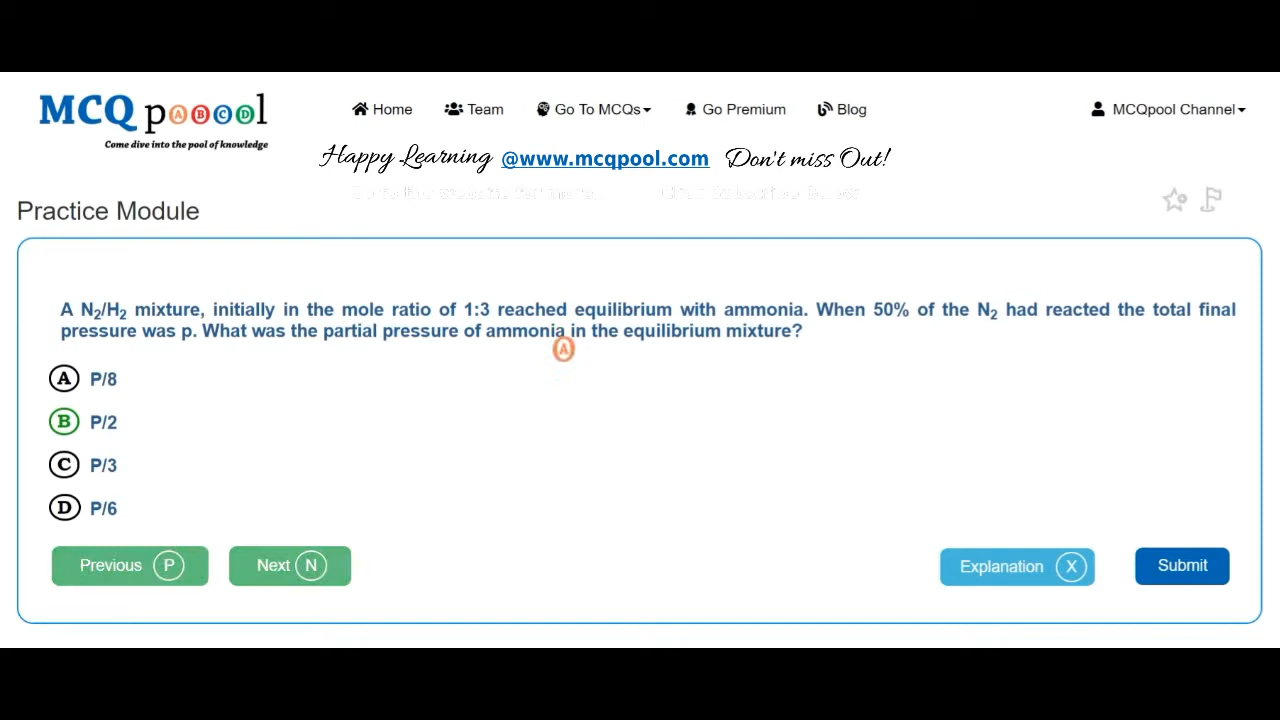 MCQ pABCDl
Come dive into the pool of knowledge
Home Team Go To MCQs Go Premium Blog MCQpool Channel
Happy Learning @www.mcqpool.com Don't miss Out!
Practice Module
A N₂/H₂ mixture, initially in the mole ratio of 1:3 reached equilibrium with ammonia. When 50% of the N₂ had reacted the total final
pressure was p. What was the partial pressure of ammonia in the equilibrium mixture?
A
A P/8
B P/2
C P/3
D P/6
Previous P Next N Explanation X Submit